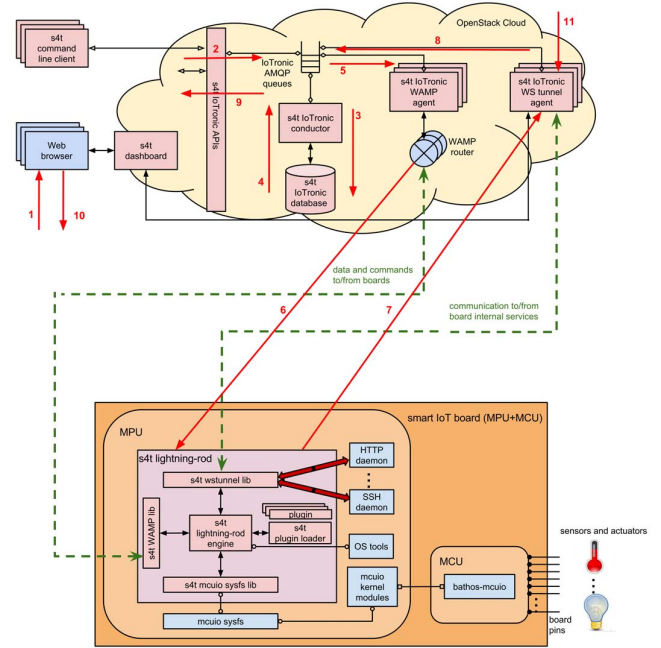 OpenStack Cloud
11
s4t
command
line client
2
IoTronic
AMQP
queues
8
5
s4t IoTronic
WAMP
agent
s4t IoTronic
WS tunnel
agent
s4t IoTronic APIs
9
s4t IoTronic
conductor
3
WAMP
router
Web
browser
s4t
dashboard
4
s4t
IoTronic
database
1
10
data and commands
to/from boards
6
7
communication to/from
board internal services
smart IoT board (MPU+MCU)
MPU
s4t lightning-rod
HTTP
daemon
s4t wstunnel lib
SSH
daemon
plugin
s4t WAMP lib
s4t
lightning-rod
engine
s4t
plugin loader
OS tools
sensors and actuators
MCU
s4t mcuio sysfs lib
mcuio
kernel
modules
bathos-mcuio
mcuio sysfs
board
pins